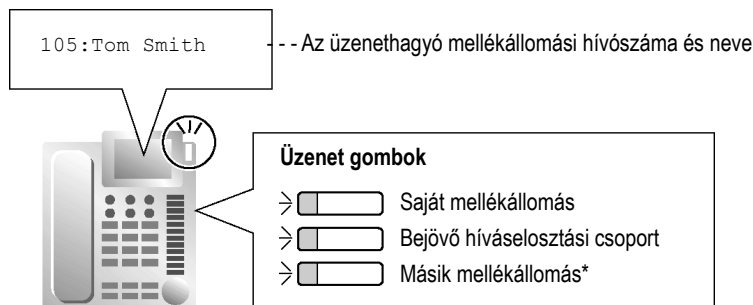 105:Tom Smith - - - Az üzenethagyó mellékállomási hívószáma és neve
Üzenet gombok
Saját mellékállomás
Bejövő híváselosztási csoport
Másik mellékállomás*